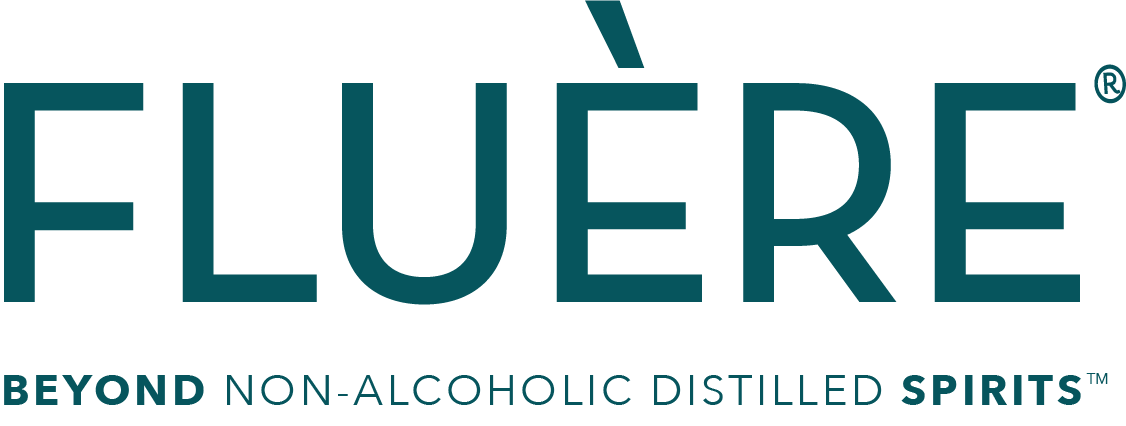 FLUÈRE®
BEYOND NON-ALCOHOLIC DISTILLED SPIRITS™